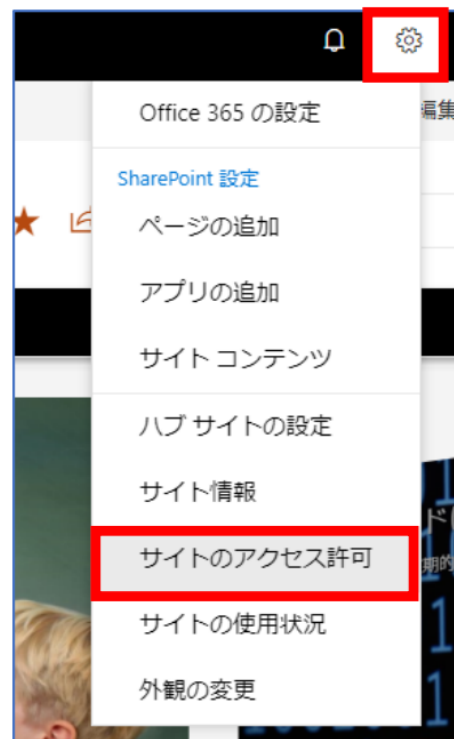 Office 365 の設定
編集
SharePoint 設定
ページの追加
アプリの追加
サイト コンテンツ
ハブ サイトの設定
サイト情報
サイトのアクセス許可
サイトの使用状況
外観の変更